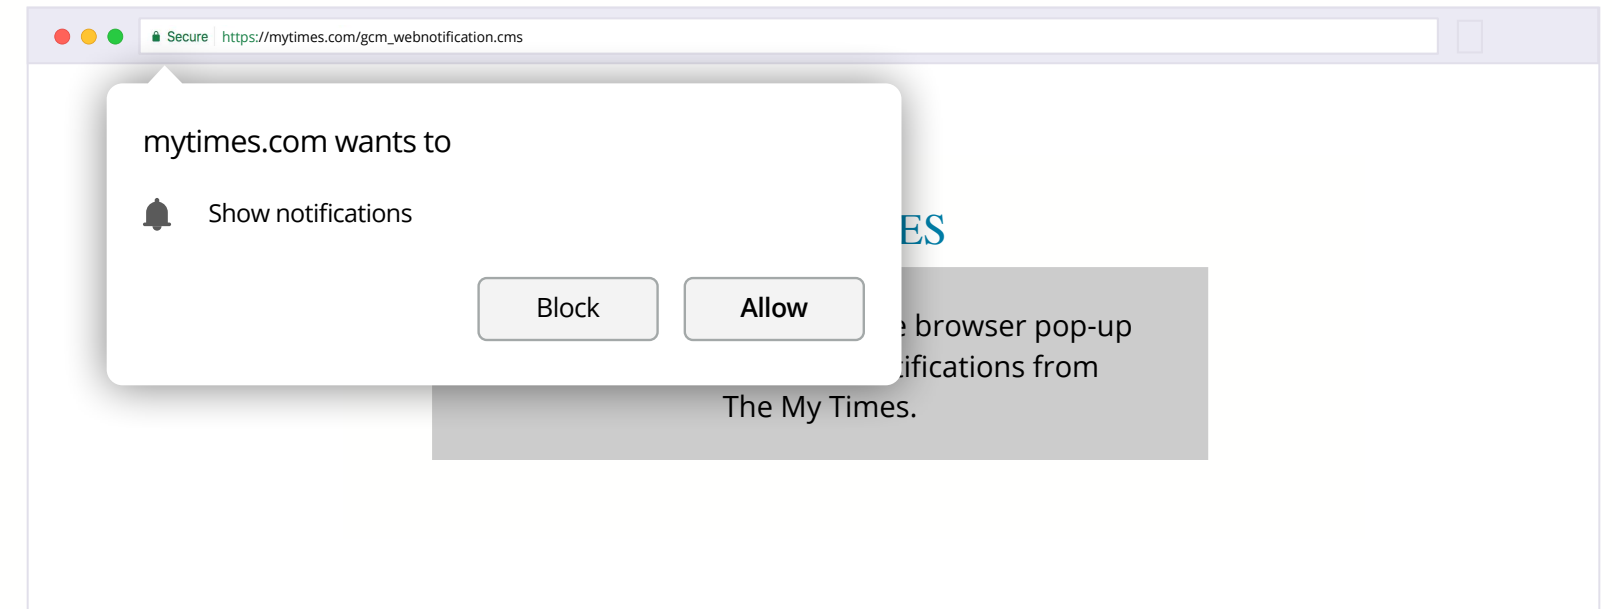 Secure https://mytimes.com/gcm_webnotification.cms
mytimes.com wants to
Show notifications
Block Allow
ES
browser pop-up
ifications from
The My Times.